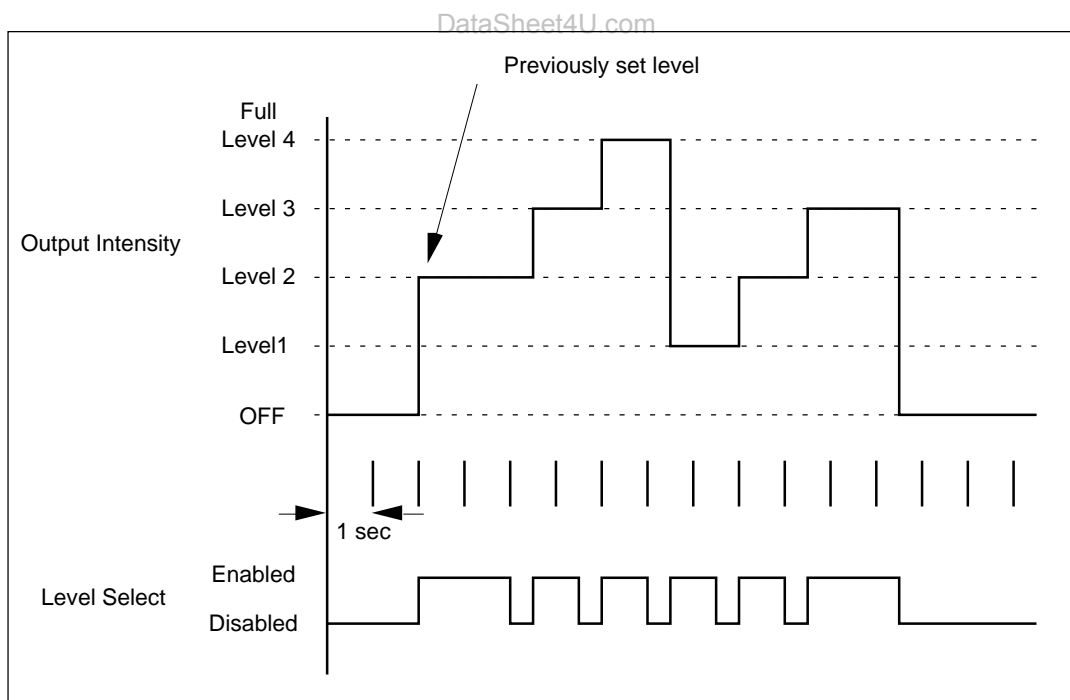 DataSheet4U.com
Previously set level
Full
Level 4
Level 3
Output Intensity
Level 2
Level1
OFF
1 sec
Enabled
Level Select
Disabled